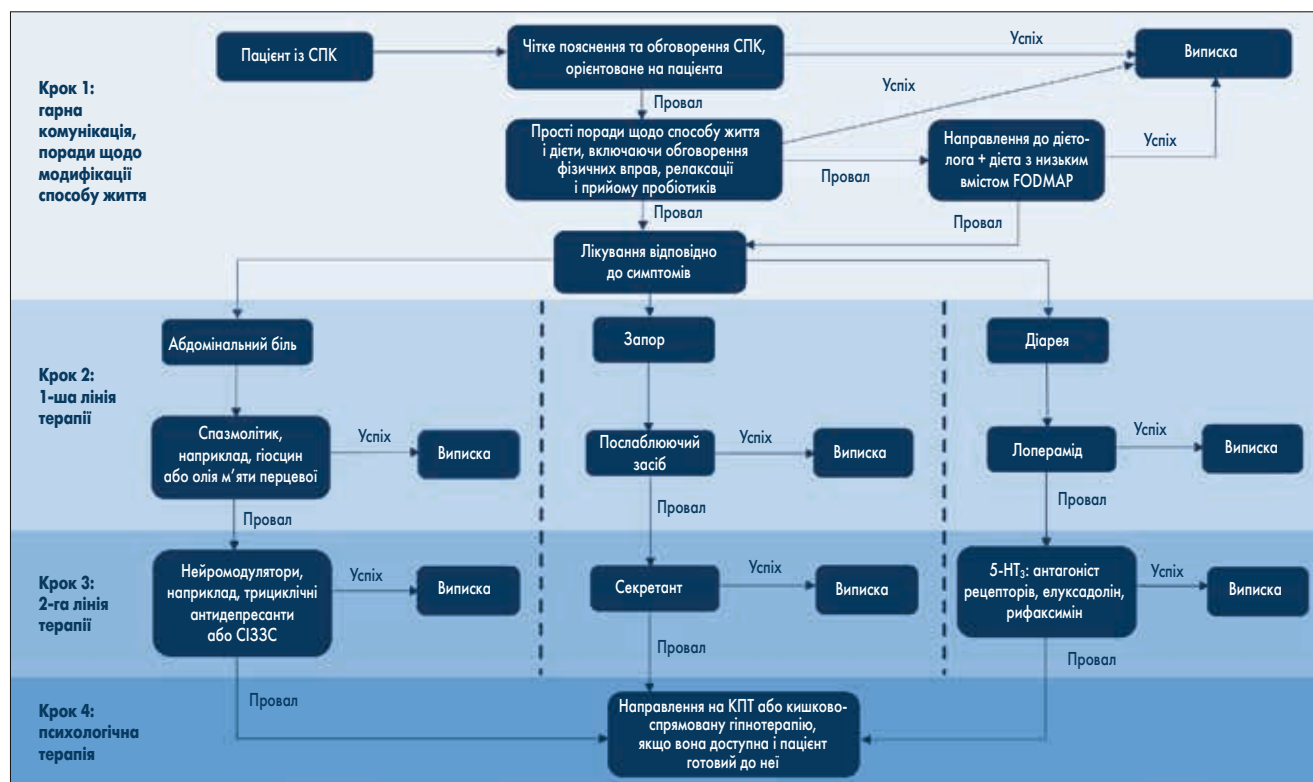 Крок 1:
гарна
комунікація,
поради щодо
модифікації
способу життя
Пацієнт із СПК
Чітке пояснення та обговорення СПК,
орієнтоване на пацієнта
Успіх
Виписка
Провал
Успіх
Прості поради щодо способу життя
і дієти, включаючи обговорення
фізичних вправ, релаксації
і прийому пробіотиків
Провал
Направлення до дієто-
лога + дієта з низьким
вмістом FODMAP
Успіх
Провал
Провал
Лікування відповідно
до симптомів
Крок 2:
1-ша лінія
терапії
Абдомінальний біль
Запор
Діарея
Спазмолітик,
наприклад, гіосцин
або олія м’яти перцевої
Успіх
Виписка
Послаблюючий
засіб
Успіх
Виписка
Лоперамід
Успіх
Виписка
Провал
Провал
Провал
Крок 3:
2-га лінія
терапії
Нейромодулятори,
наприклад, трициклічні
антидепресанти
або СІЗЗС
Успіх
Виписка
Секретант
Успіх
Виписка
5-НТ₃: антагоніст
рецепторів, елуксадолін,
рифаксимін
Успіх
Виписка
Провал
Провал
Провал
Крок 4:
психологічна
терапія
Направлення на КПТ або кишково-
спрямовану гіпнотерапію,
якщо вона доступна і пацієнт
готовий до неї